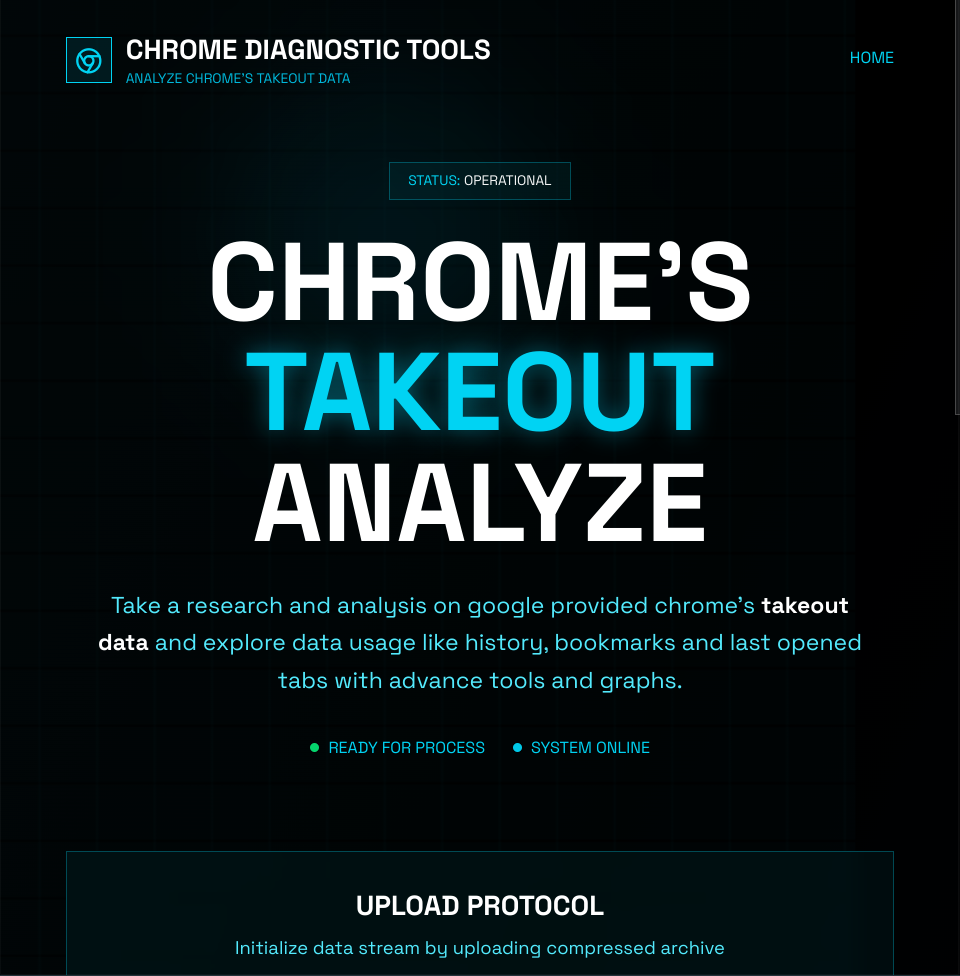 CHROME DIAGNOSTIC TOOLS
ANALYZE CHROME'S TAKEOUT DATA
HOME
STATUS: OPERATIONAL
CHROME'S
TAKEOUT
ANALYZE
Take a research and analysis on google provided chrome's takeout
data and explore data usage like history, bookmarks and last opened
tabs with advance tools and graphs.
READY FOR PROCESS
SYSTEM ONLINE
UPLOAD PROTOCOL
Initialize data stream by uploading compressed archive